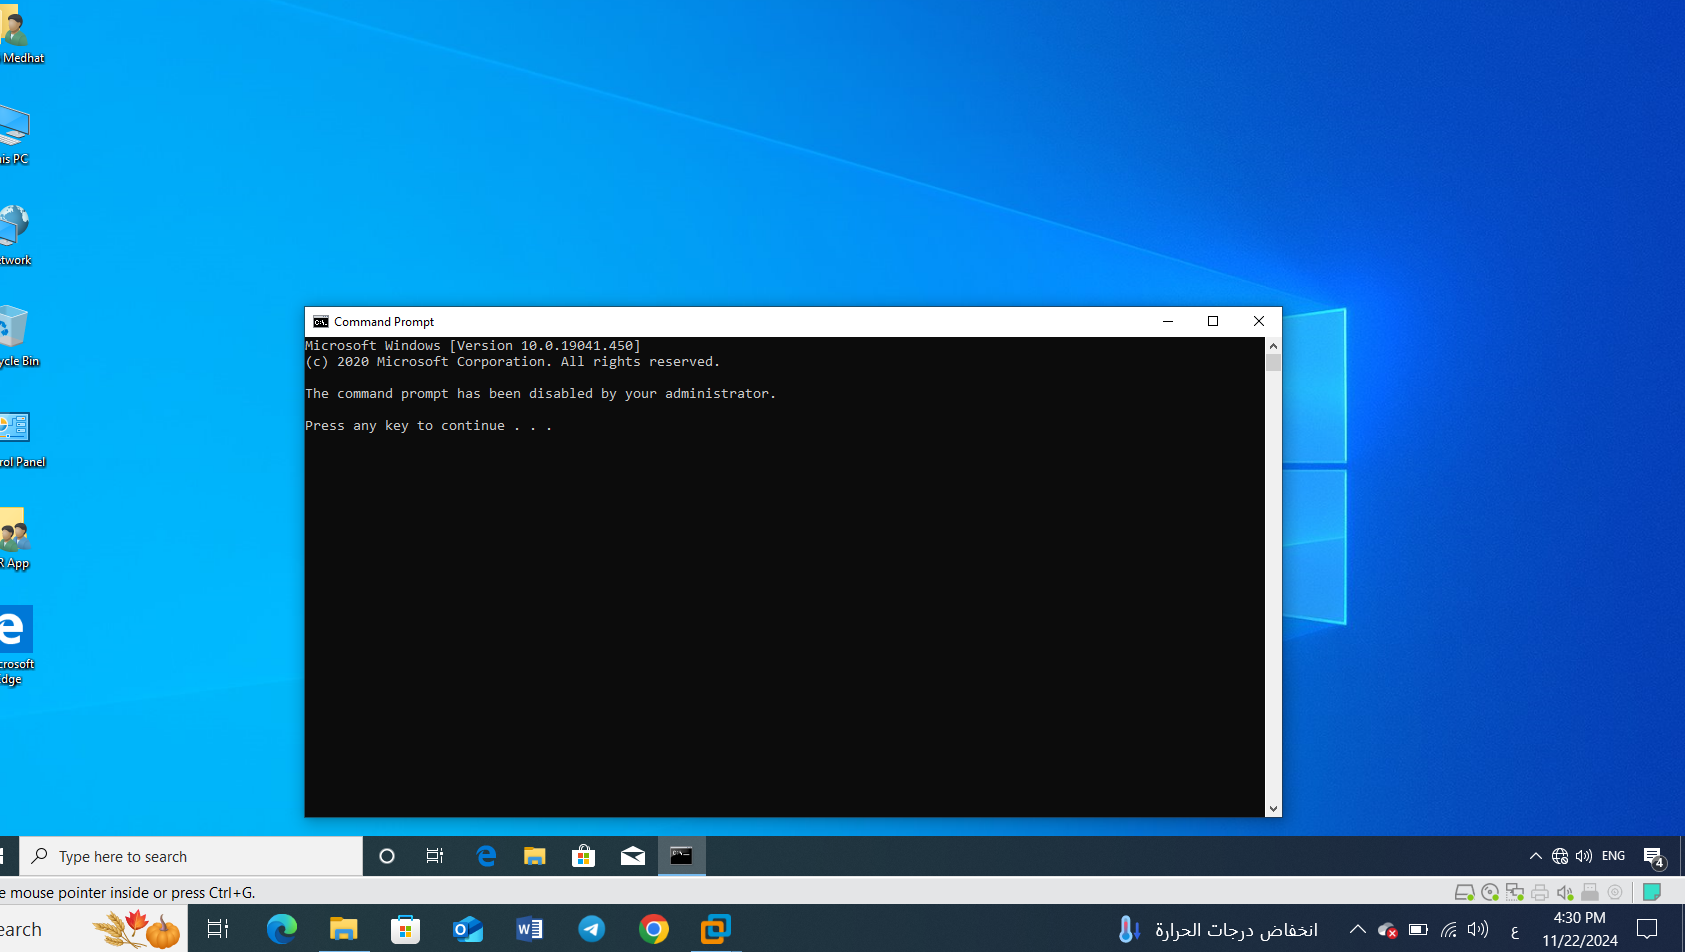 Medhat
is PC
twork
ycle Bin
rol Panel
R App
crosoft
dge
Command Prompt
Microsoft Windows [Version 10.0.19041.450]
(c) 2020 Microsoft Corporation. All rights reserved.
The command prompt has been disabled by your administrator.
Press any key to continue . . .
Type here to search
ENG
4
e mouse pointer inside or press Ctrl+G.
earch
انخفاض درجات الحرارة
ع
4:30 PM
11/22/2024